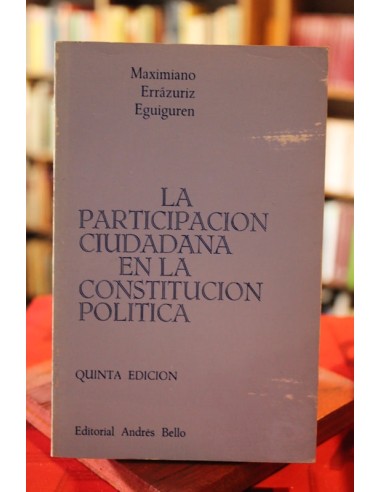 Maximiano
Errázuriz
Eguiguren
LA
PARTICIPACION
CIUDADANA
EN LA
CONSTITUCION
POLITICA
QUINTA EDICION
Editorial Andrés Bello